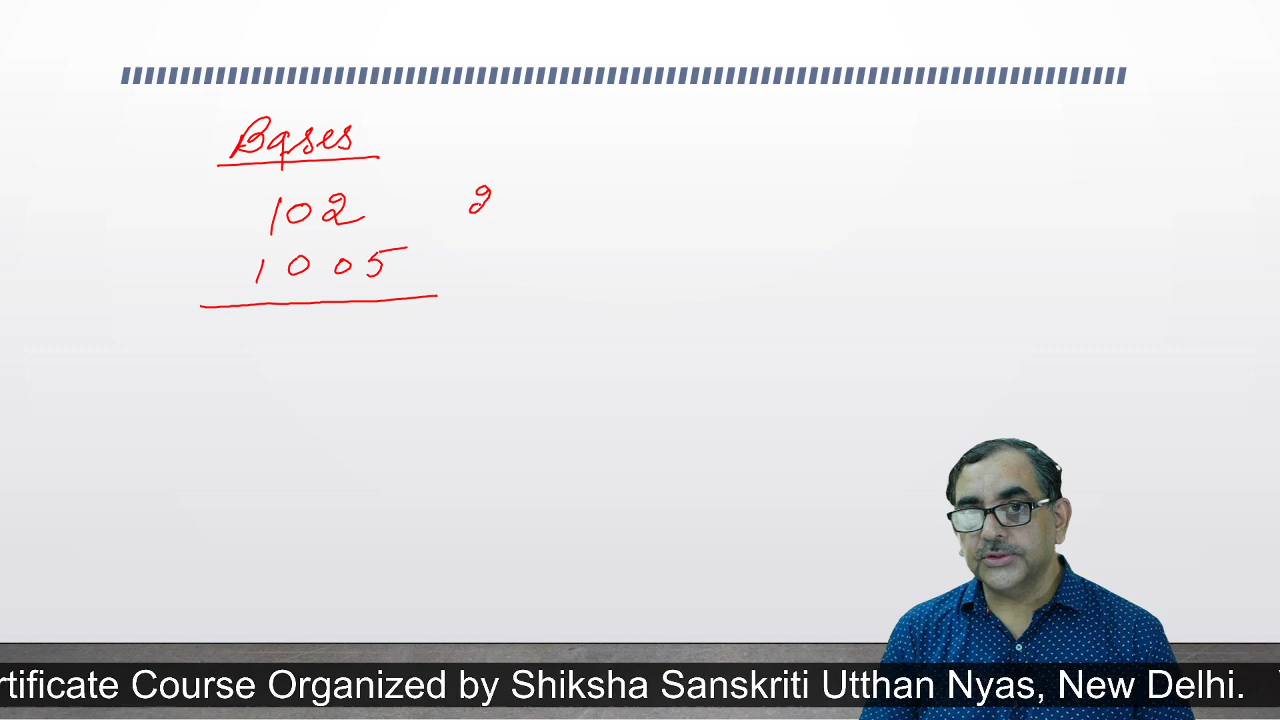 Bases
102
1005
rtificate Course Organized by Shiksha Sanskriti Utthan Nyas, New Delhi.